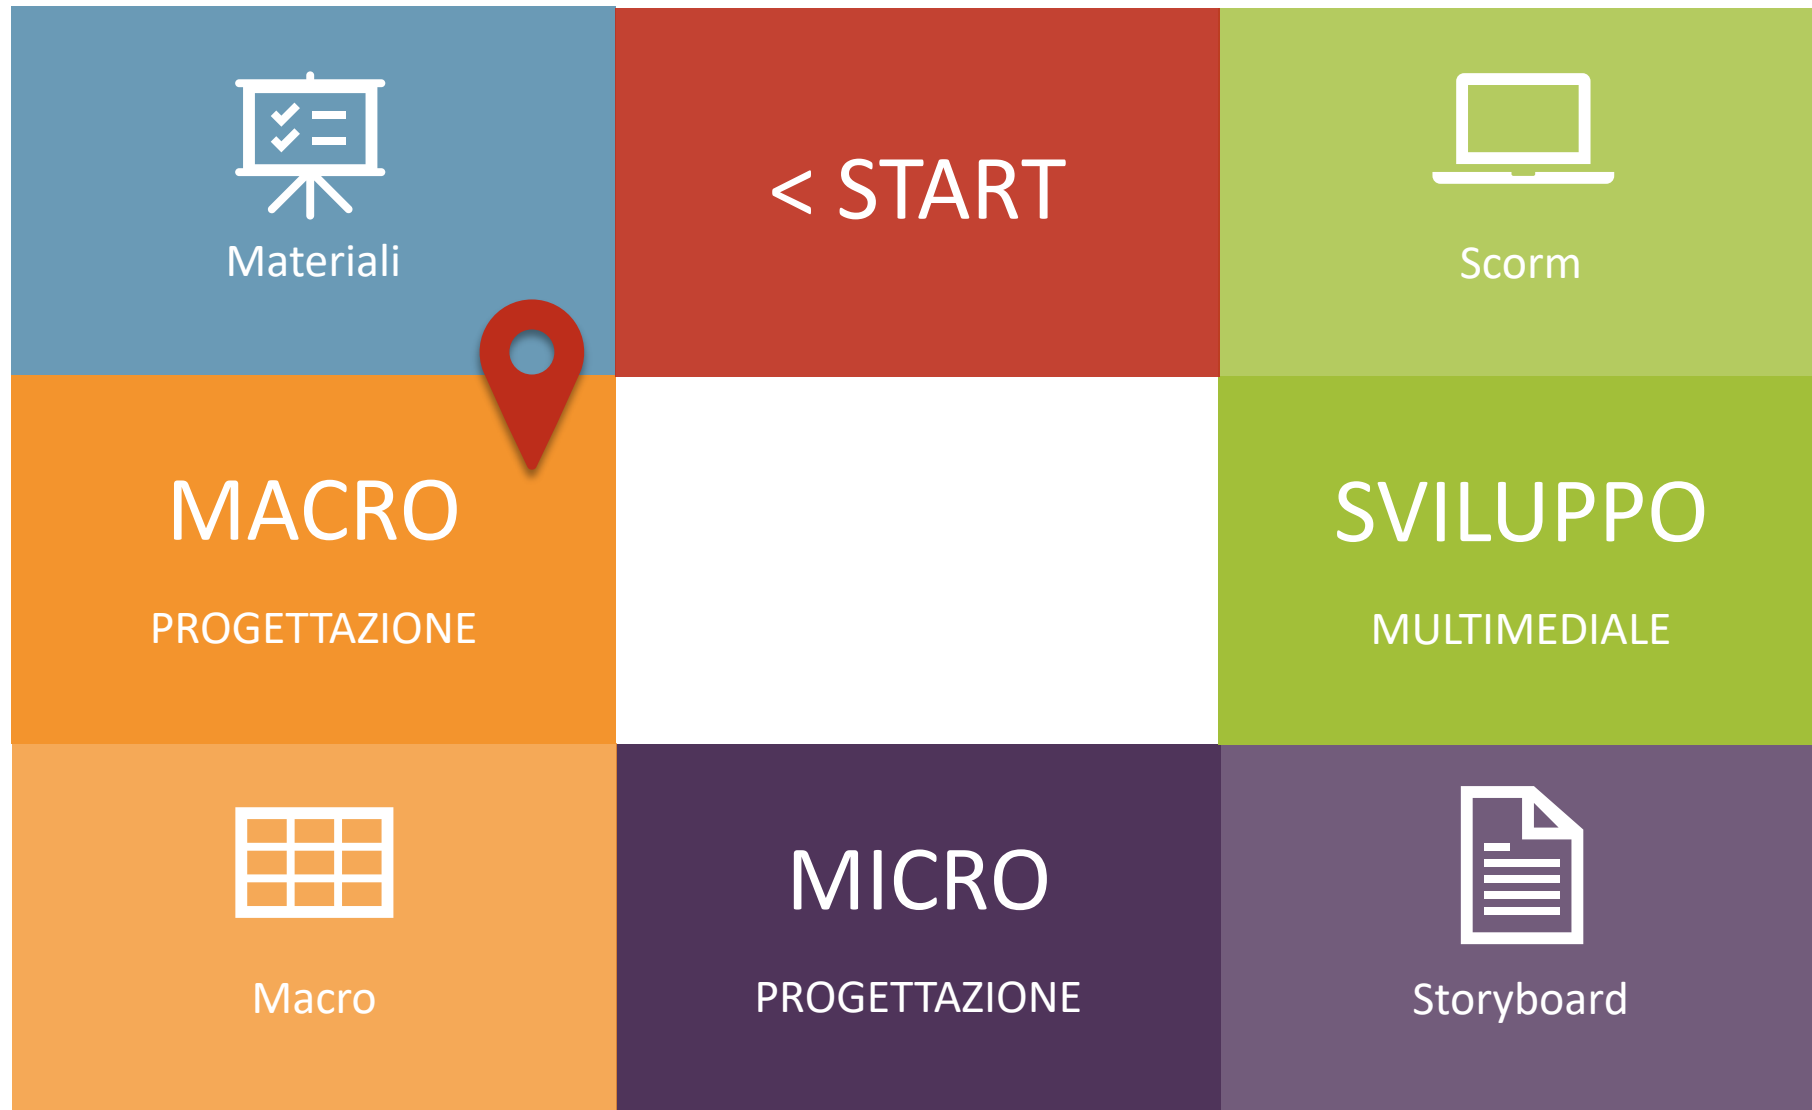 Materiali
< START
Scorm
MACRO
PROGETTAZIONE
SVILUPPO
MULTIMEDIALE
Macro
MICRO
PROGETTAZIONE
Storyboard